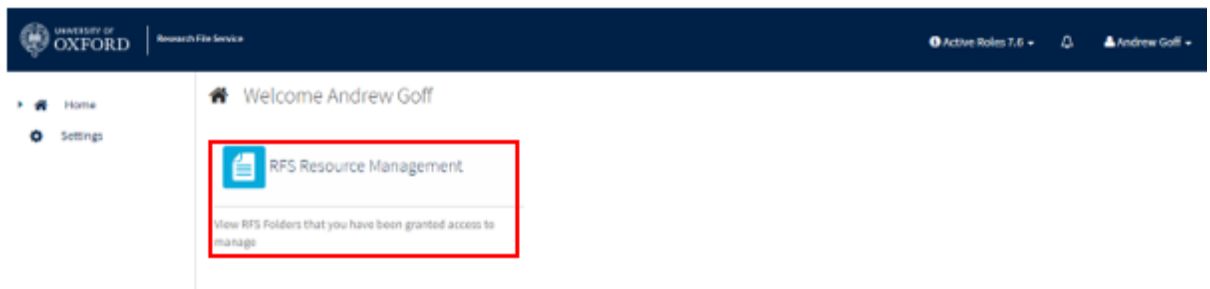 UNIVERSITY OF
OXFORD
Research File Service
Active Roles 7.6
Andrew Goff
Home
Settings
Welcome Andrew Goff
RFS Resource Management
View RFS Folders that you have been granted access to
manage